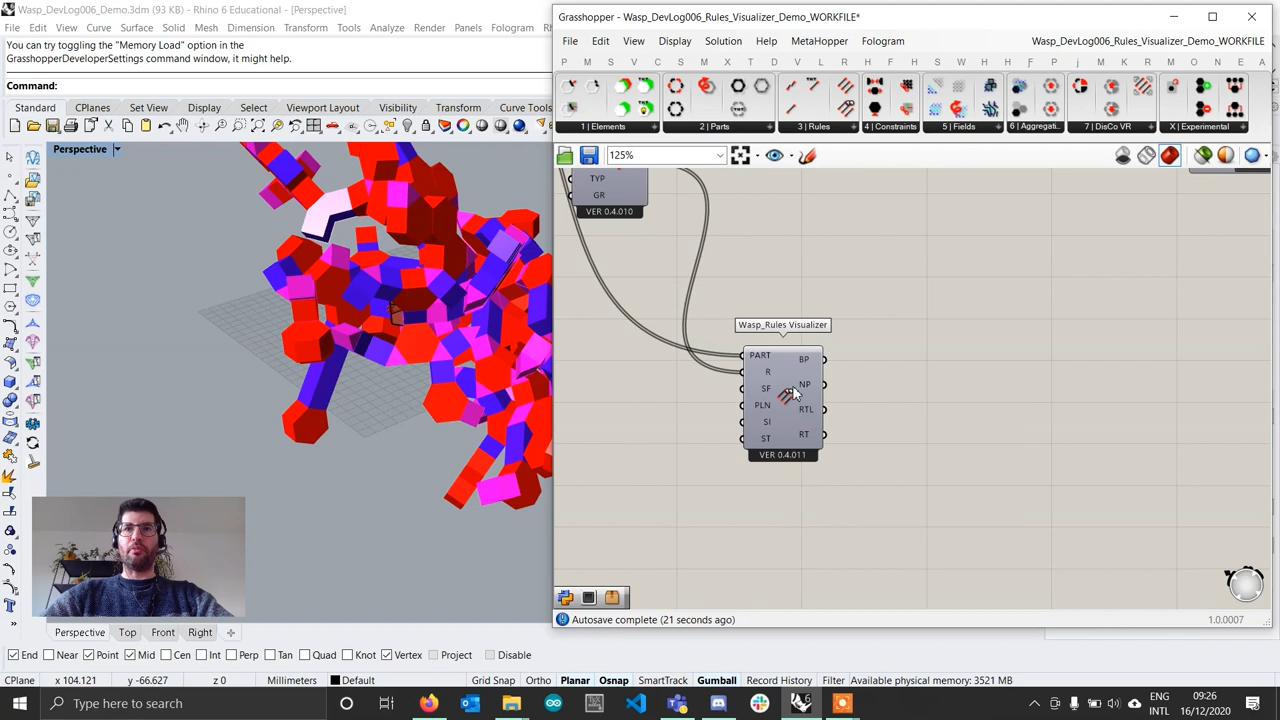 Wasp_DevLog006_Demo.3dm (93 KB) - Rhino 6 Educational - [Perspective]
File Edit View Curve Surface Solid Mesh Dimension Transform Tools Analyze Render Panels Fologram
You can try toggling the "Memory Load" option in the
GrasshopperDeveloperSettings command window, it might help.
Command:
Standard CPlanes Set View Display Select Viewport Layout Visibility Transform Curve Tools
Perspective
Grasshopper - Wasp_DevLog006_Rules_Visualizer_Demo_WORKFILE*
File Edit View Display Solution Help MetaHopper Fologram Wasp_DevLog006_Rules_Visualizer_Demo_WORKFILE
P M S V M S V T M D T M L V H T S L W L F A M D K M A H M L H A
1 | Elements 2 | Parts 3 | Rules 4 | Constraints 5 | Fields 6 | Aggregati.. 7 | DisCo VR X | Experimental
125%
TYP
GR
VER 0.4.010
Wasp_Rules Visualizer
PART BP
R
SF NP
PLN RTL
SI
ST RT
VER 0.4.011
Autosave complete (21 seconds ago) 1.0.0007
Perspective Top Front Right
End Near Point Mid Cen Int Perp Tan Quad Knot Vertex Project Disable
CPlane x 104.121 y -66.627 z 0 Millimeters Default Grid Snap Ortho Planar Osnap SmartTrack Gumball Record History Filter Available physical memory: 3521 MB
Type here to search
ENG 09:26
INTL 16/12/2020